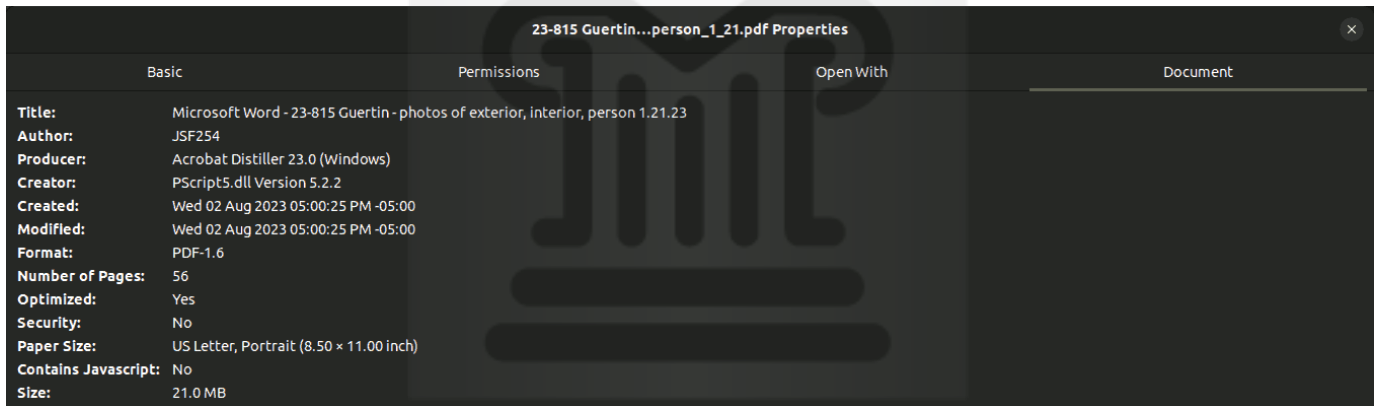 23-815 Guertin...person_1_21.pdf Properties
Basic Permissions Open With Document
Title: Microsoft Word - 23-815 Guertin - photos of exterior, interior, person 1.21.23
Author: JSF254
Producer: Acrobat Distiller 23.0 (Windows)
Creator: PScript5.dll Version 5.2.2
Created: Wed 02 Aug 2023 05:00:25 PM -05:00
Modified: Wed 02 Aug 2023 05:00:25 PM -05:00
Format: PDF-1.6
Number of Pages: 56
Optimized: Yes
Security: No
Paper Size: US Letter, Portrait (8.50 × 11.00 inch)
Contains Javascript: No
Size: 21.0 MB